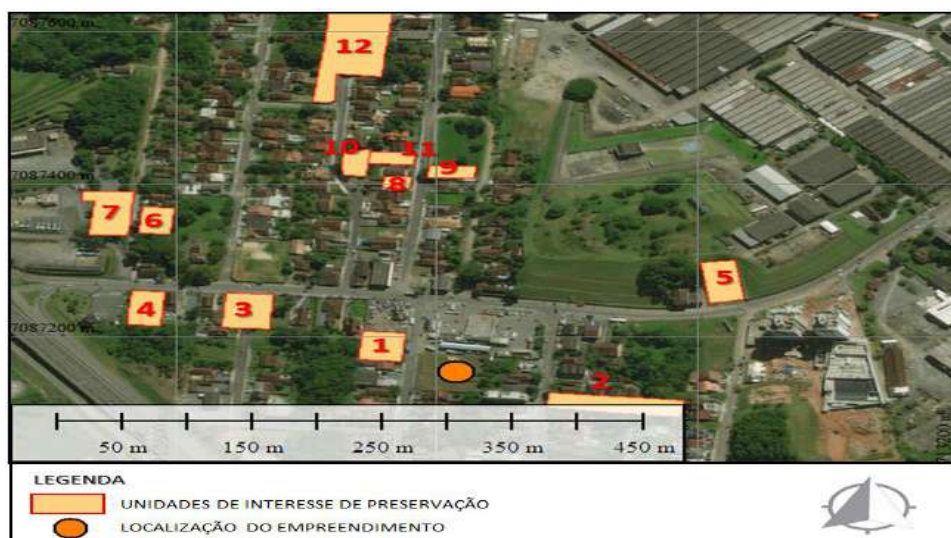 7087600 m
12
10
11
7087400 m
8
9
7
6
5
4
3
7087200 m
1
2
50 m
150 m
250 m
350 m
450 m
LEGENDA
UNIDADES DE INTERESSE DE PRESERVAÇÃO
LOCALIZAÇÃO DO EMPREENDIMENTO